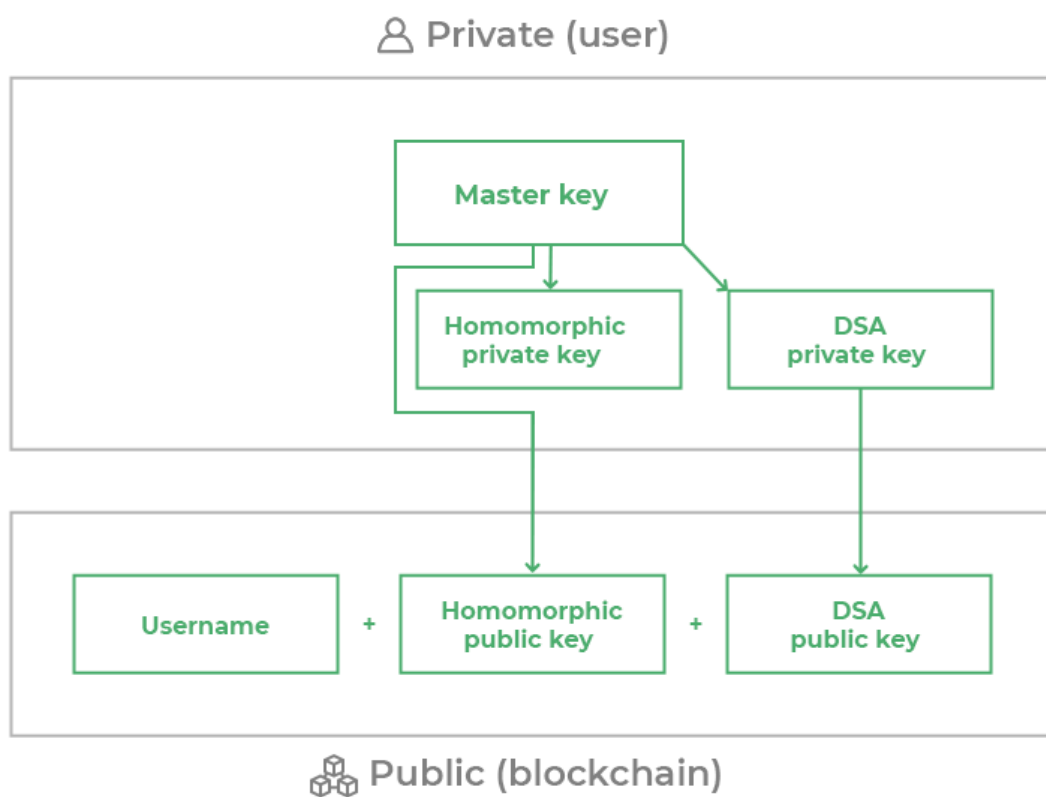 Private (user)
Master key
Homomorphic
private key
DSA
private key
Username
+
Homomorphic
public key
+
DSA
public key
Public (blockchain)